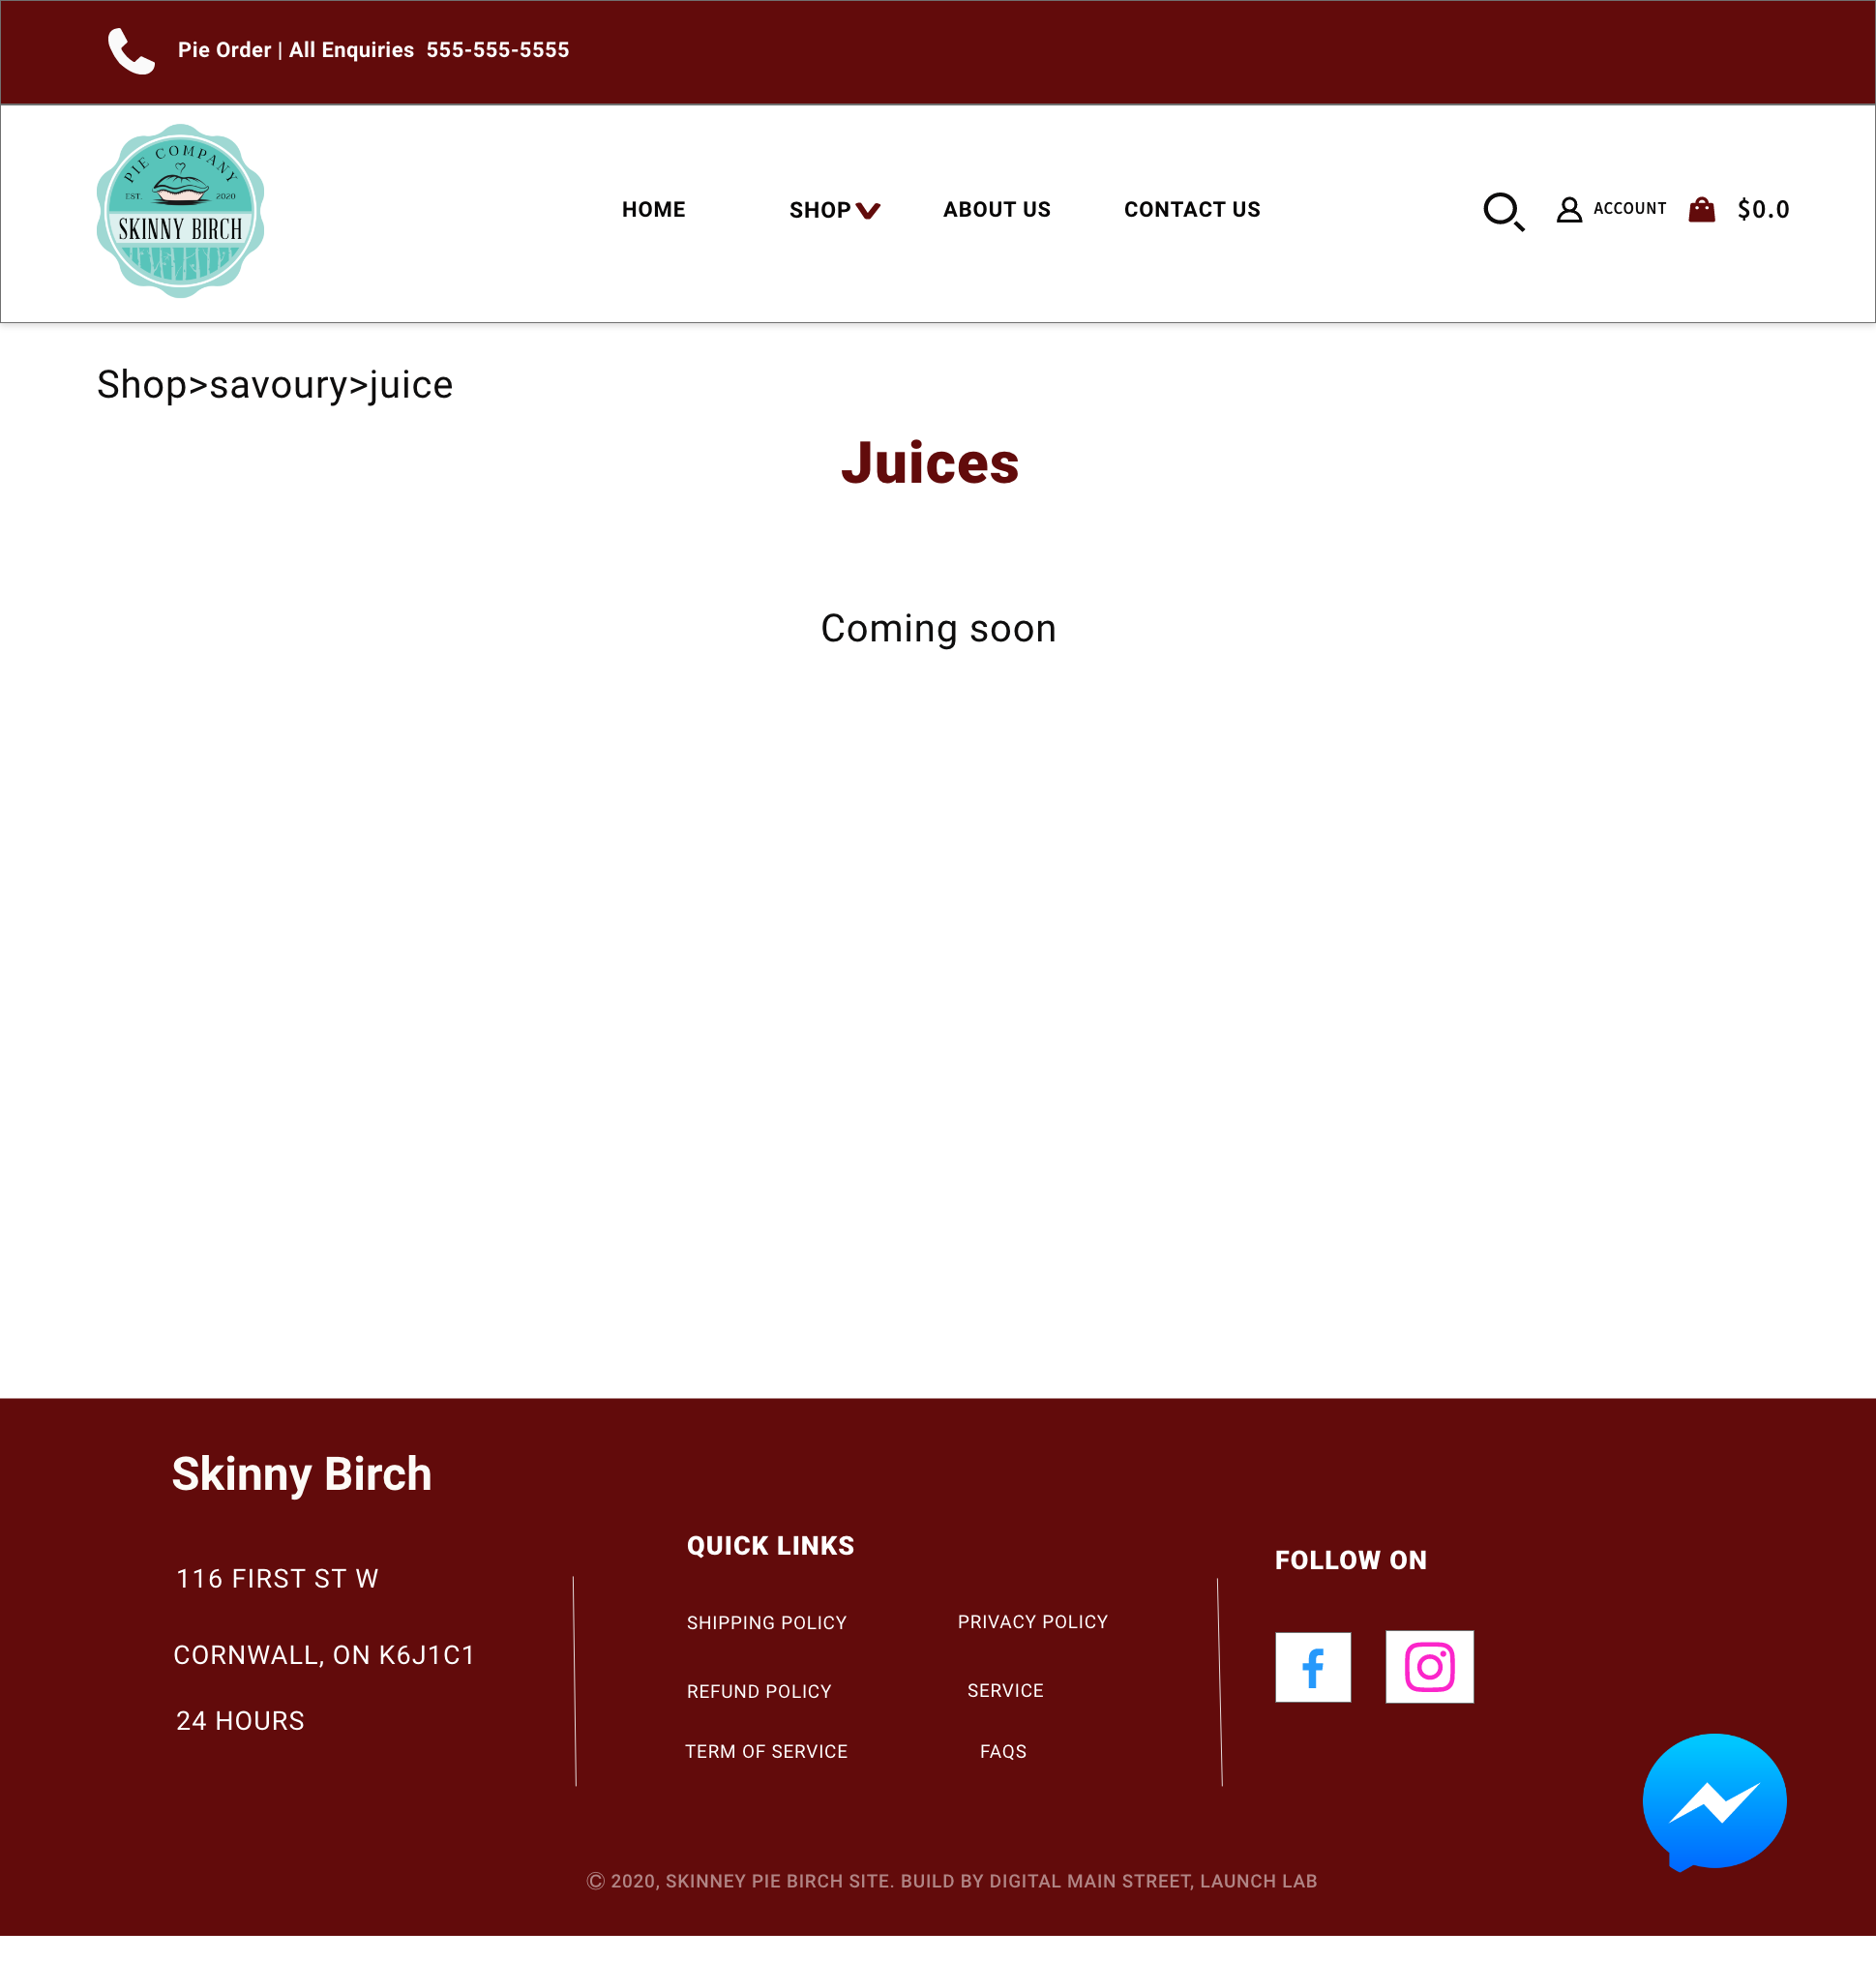 Pie Order | All Enquiries 555-555-5555
PIE COMPANY
EST. 2020
SKINNY BIRCH
HOME SHOP ABOUT US CONTACT US ACCOUNT $0.0
Shop>savoury>juice
Juices
Coming soon
Skinny Birch
116 FIRST ST W
CORNWALL, ON K6J1C1
24 HOURS
QUICK LINKS
SHIPPING POLICY PRIVACY POLICY
REFUND POLICY SERVICE
TERM OF SERVICE FAQS
FOLLOW ON
© 2020, SKINNEY PIE BIRCH SITE. BUILD BY DIGITAL MAIN STREET, LAUNCH LAB